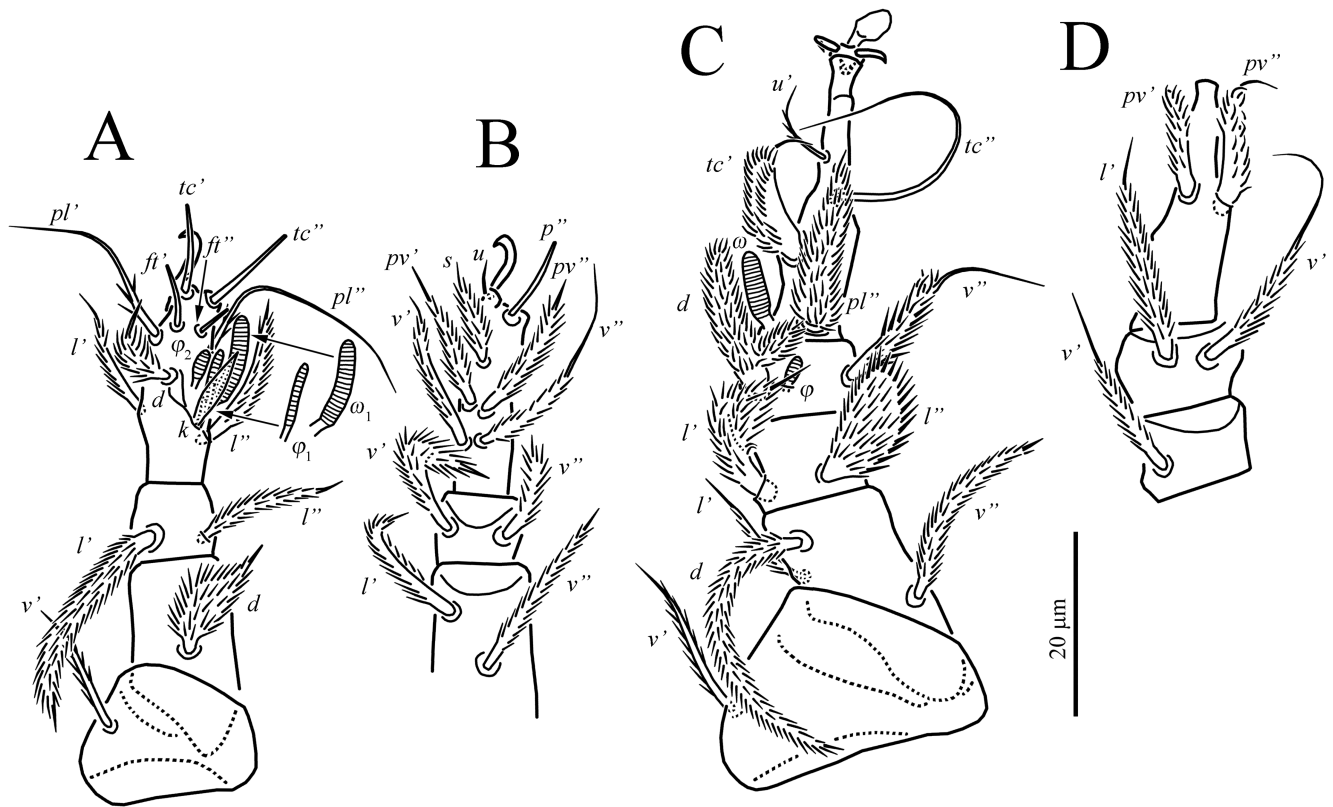 A
tc’
pl’
ft’
ft”
tc”
pl”
l’
φ2
d
k
l”
φ1
ω1
l’
l”
v’
d
B
pv’
s
u
p”
pv”
v’
v”
v’
v”
l’
v”
C
u’
tc’
tc”
ω
d
pl”
v”
φ
l’
l”
l’
v”
d
v’
D
pv’
pv”
l’
v”
v’
20 μm